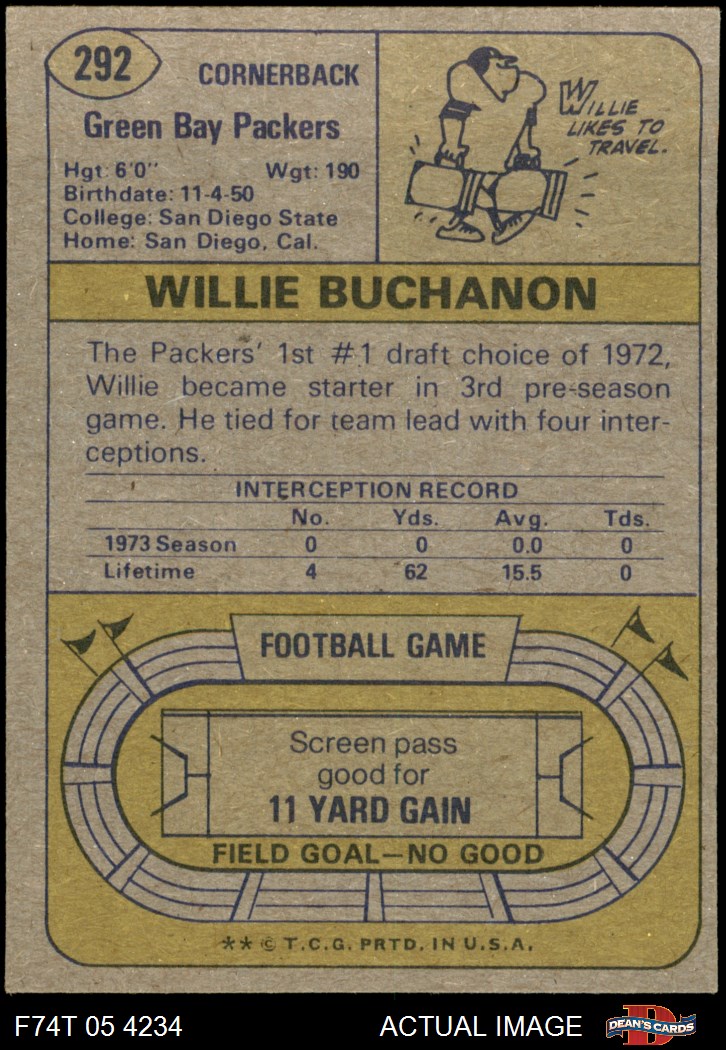 292
CORNERBACK
Green Bay Packers
Hgt: 6'0" Wgt: 190
Birthdate: 11-4-50
College: San Diego State
Home: San Diego, Cal.
WILLIE
LIKES TO
TRAVEL.
WILLIE BUCHANON
The Packers' 1st #1 draft choice of 1972,
Willie became starter in 3rd pre-season
game. He tied for team lead with four inter-
ceptions.
INTERCEPTION RECORD
No. Yds. Avg. Tds.
1973 Season 0 0 0.0 0
Lifetime 4 62 15.5 0
FOOTBALL GAME
Screen pass
good for
11 YARD GAIN
FIELD GOAL—NO GOOD
** © T.C.G. PRTD. IN U.S.A.
F74T 05 4234 ACTUAL IMAGE
D
DEAN'S CARDS